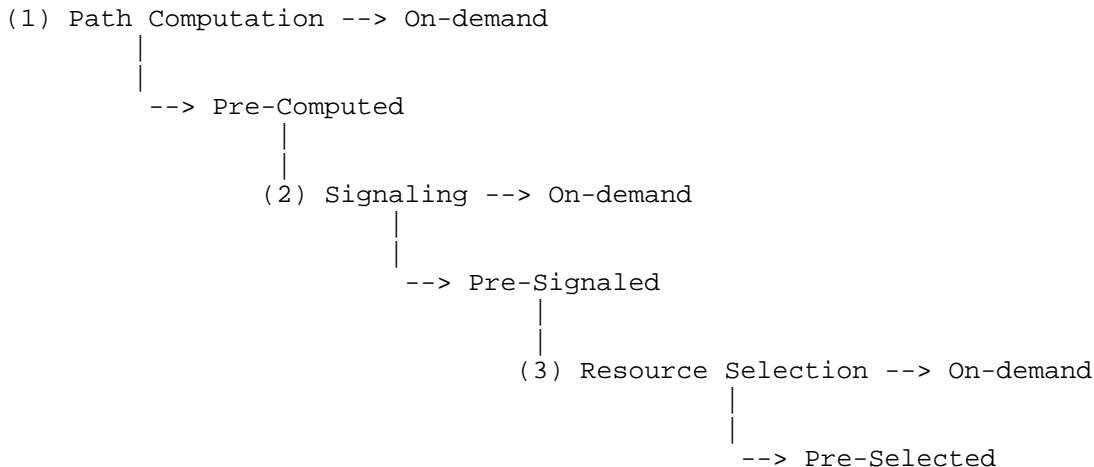 (1) Path Computation --> On-demand
|
|
--> Pre-Computed
|
|
(2) Signaling --> On-demand
|
|
--> Pre-Signaled
|
|
(3) Resource Selection --> On-demand
|
|
--> Pre-Selected